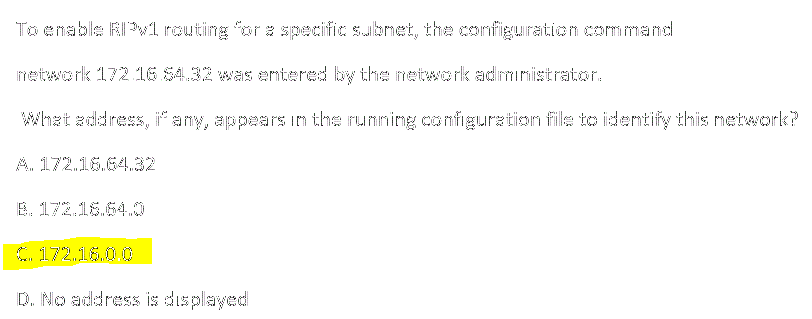 To enable RIPv1 routing for a specific subnet, the configuration command
network 172.16.64.32 was entered by the network administrator.
What address, if any, appears in the running configuration file to identify this network?
A. 172.16.64.32
B. 172.16.64.0
C. 172.16.0.0
D. No address is displayed